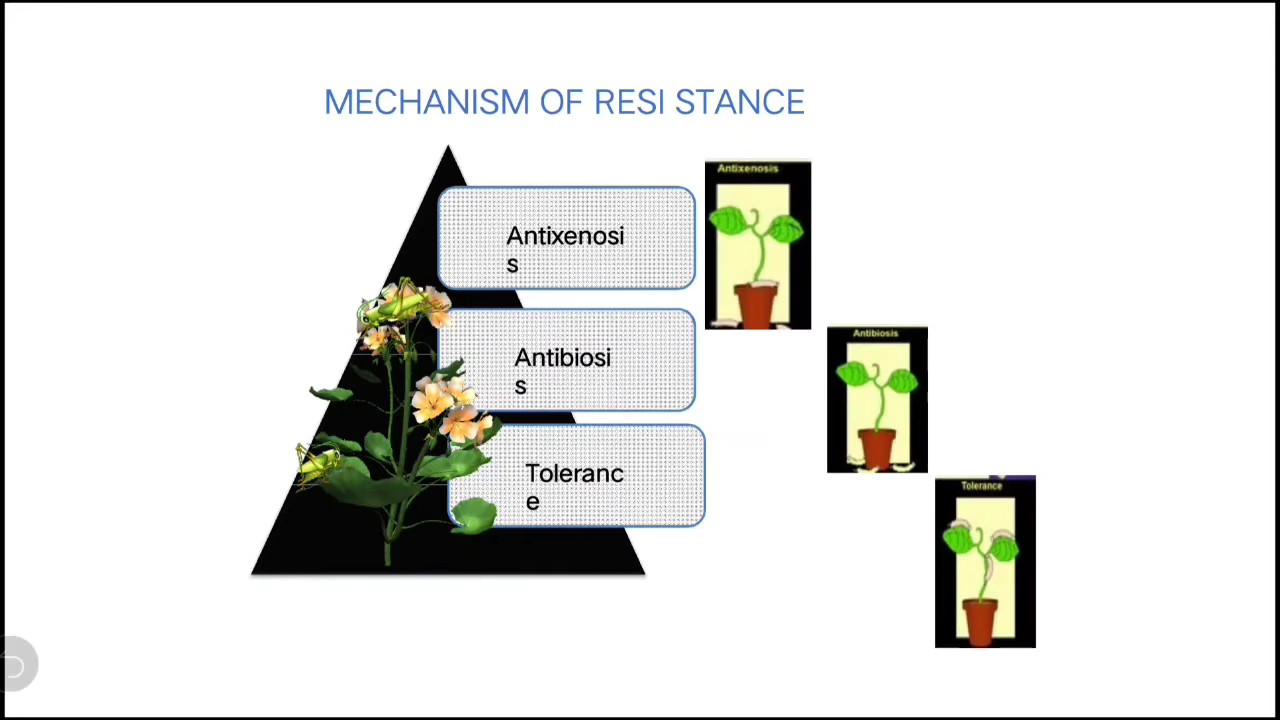 MECHANISM OF RESI STANCE
Antixenosi
s
Antibiosi
s
Toleranc
e
Antixenosis
Antibiosis
Tolerance